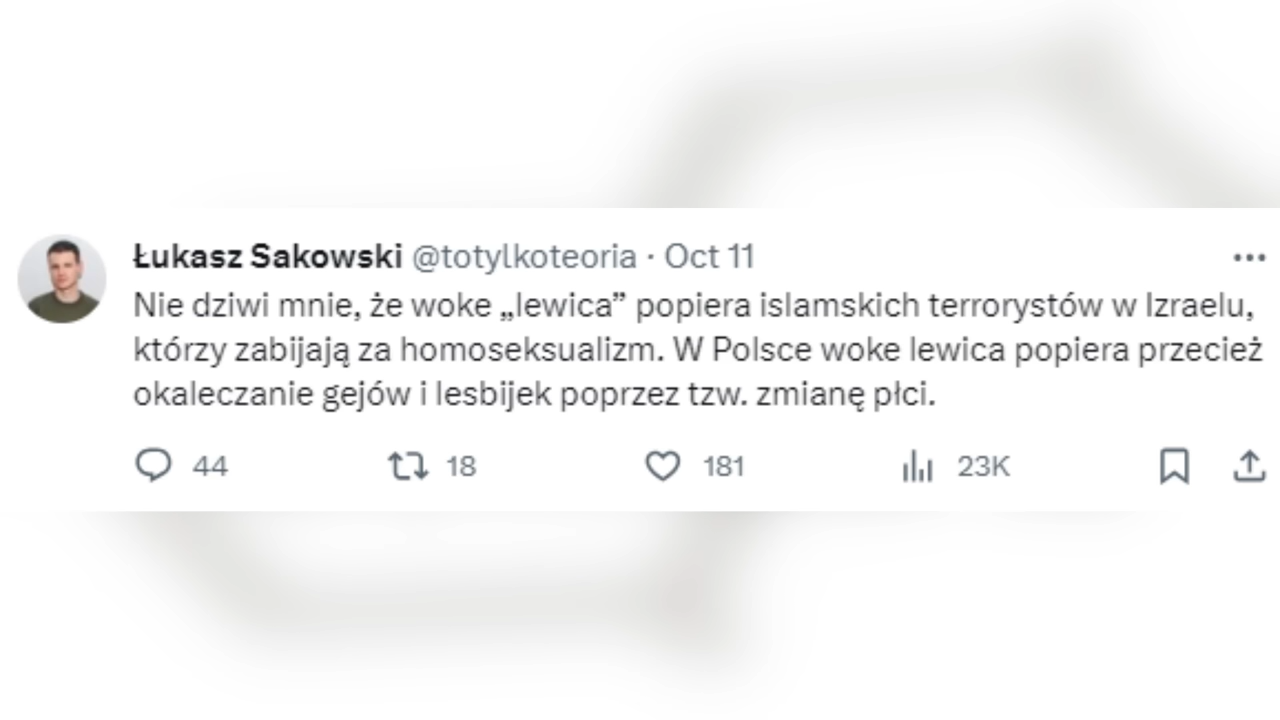 Łukasz Sakowski @totylkoteoria · Oct 11
Nie dziwi mnie, że woke „lewica” popiera islamskich terrorystów w Izraelu,
którzy zabijają za homoseksualizm. W Polsce woke lewica popiera przecież
okaleczanie gejów i lesbijek poprzez tzw. zmianę płci.
44 18 181 23K